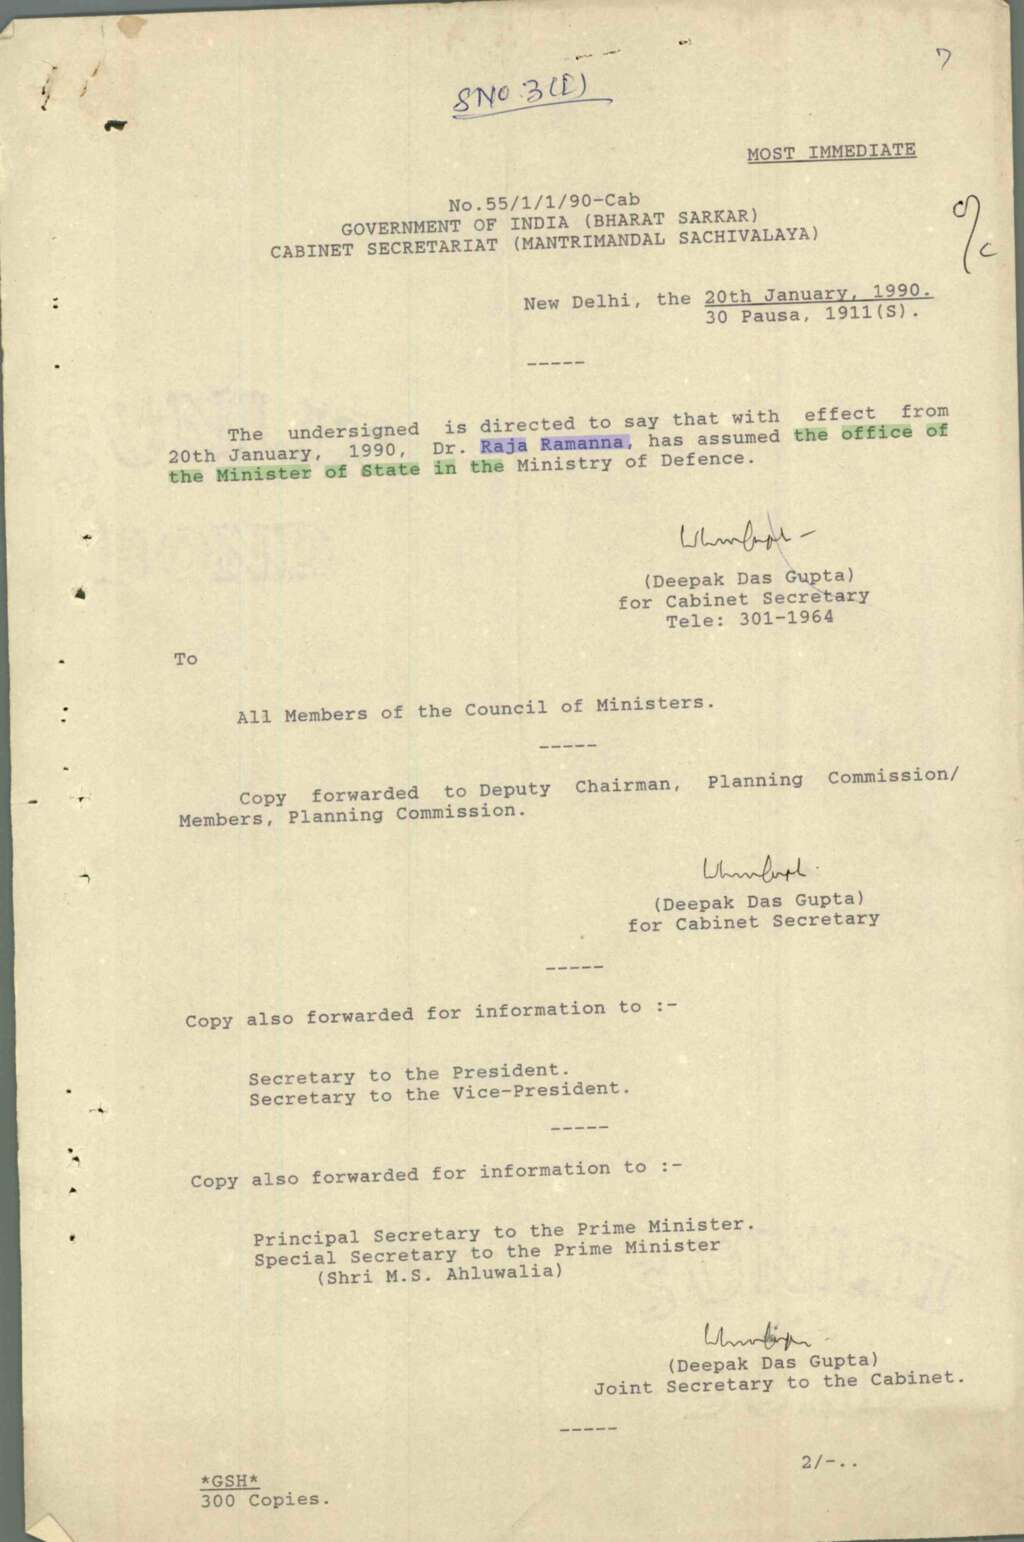 7
SNO.3(I)
MOST IMMEDIATE
No.55/1/1/90-Cab
GOVERNMENT OF INDIA (BHARAT SARKAR)
CABINET SECRETARIAT (MANTRIMANDAL SACHIVALAYA)
New Delhi, the 20th January, 1990.
30 Pausa, 1911(S).
-----
The undersigned is directed to say that with effect from
20th January, 1990, Dr. Raja Ramanna, has assumed the office of
the Minister of State in the Ministry of Defence.
(Deepak Das Gupta)
for Cabinet Secretary
Tele: 301-1964
To
All Members of the Council of Ministers.
-----
Copy forwarded to Deputy Chairman, Planning Commission/
Members, Planning Commission.
(Deepak Das Gupta)
for Cabinet Secretary
-----
Copy also forwarded for information to :-
Secretary to the President.
Secretary to the Vice-President.
-----
Copy also forwarded for information to :-
Principal Secretary to the Prime Minister.
Special Secretary to the Prime Minister
(Shri M.S. Ahluwalia)
(Deepak Das Gupta)
Joint Secretary to the Cabinet.
-----
2/-..
*GSH*
300 Copies.